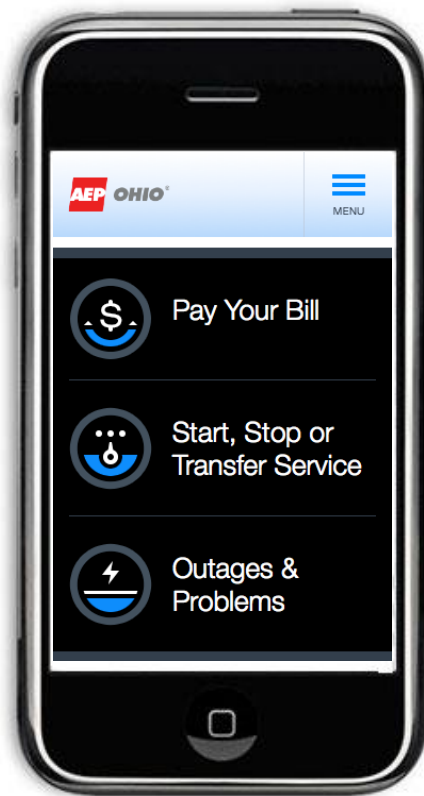 AEP OHIO®
MENU
$
Pay Your Bill
Start, Stop or
Transfer Service
Outages &
Problems